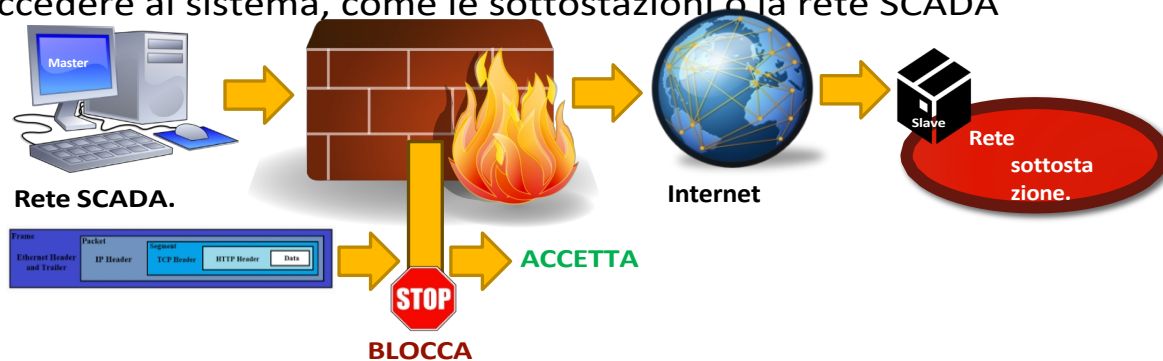 ccedere al sistema, come le sottostazioni o la rete SCADA
Master
Slave
Rete
sottosta
zione.
Rete SCADA.
Internet
Frame
Ethernet Header
and Trailer
Packet
IP Header
Segment
TCP Header
HTTP Header
Data
ACCETTA
STOP
BLOCCA